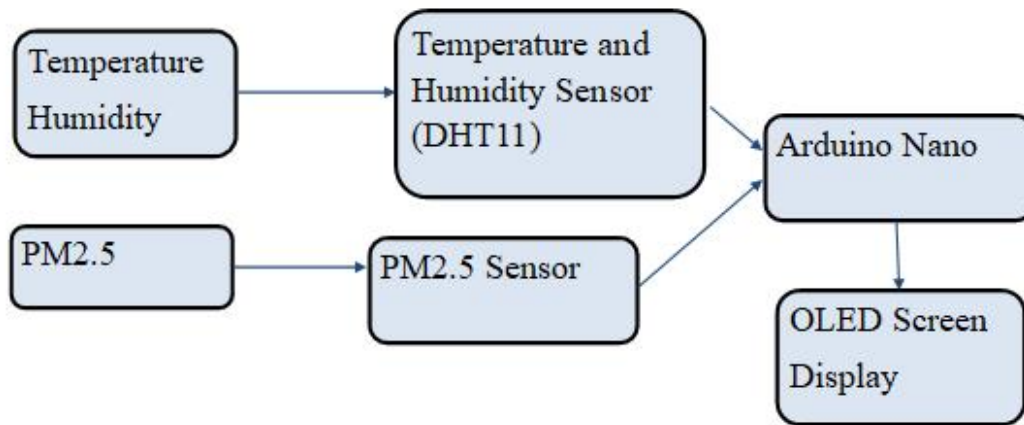 Temperature
Humidity
Temperature and
Humidity Sensor
(DHT11)
Arduino Nano
PM2.5
PM2.5 Sensor
OLED Screen
Display